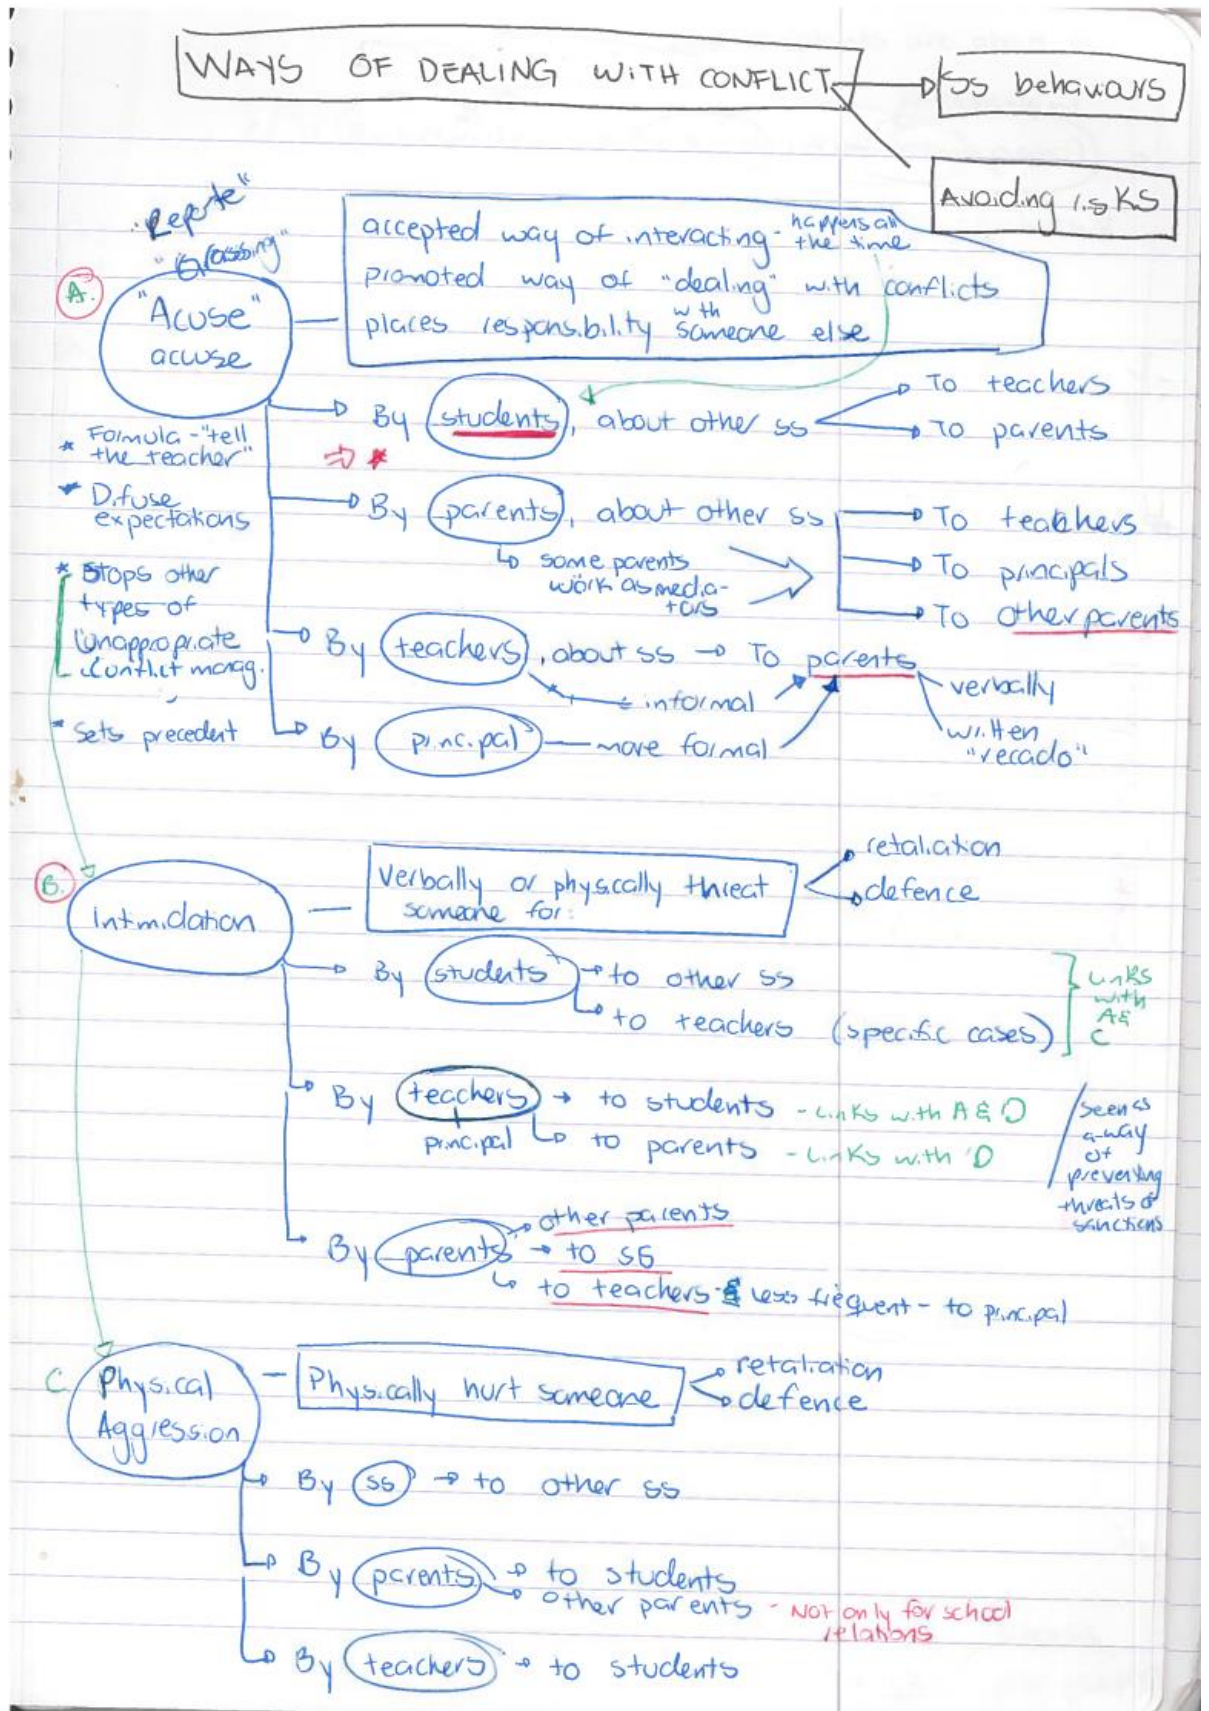 WAYS OF DEALING WITH CONFLICT
Ss behaviours
Avoiding risks
"Reporte"
"Grassing"
A.
"Acuse"
accuse
accepted way of interacting - happens all the time
promoted way of "dealing" with conflicts
places responsibility with someone else
By students, about other ss
To teachers
To parents
* Formula - "tell the teacher"
* Difuse expectations
* Stops other types of unappropriate conflict manag.
* Sets precedent
By parents, about other ss
To teachers
To principals
To other parents
some parents
work as media-
tors
By teachers, about ss → To parents
informal
verbally
written
"recado"
By principal — more formal
B.
Intimidation
Verbally or physically threat
someone for:
retaliation
defence
By students → to other ss
to teachers (specific cases)
Links
with
A &
C
By teachers → to students - Links with A & D
principal
to parents - Links with D
seen as
a way
of
preventing
threats or
sanctions
By parents
other parents
→ to ss
to teachers - less frequent - to principal
C.
Physical
Aggression
Physically hurt someone
retaliation
defence
By ss → to other ss
By parents → to students
other parents - Not only for school
relations
By teachers → to students